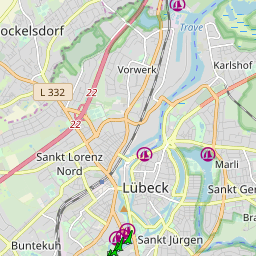 ockelsdorf
Trave
Vorwerk
Karlshof
22
L 332
22
Sankt Lorenz
Nord
Marli
Lübeck
Sankt Ger
Bra
Buntekuh
Sankt Jürgen